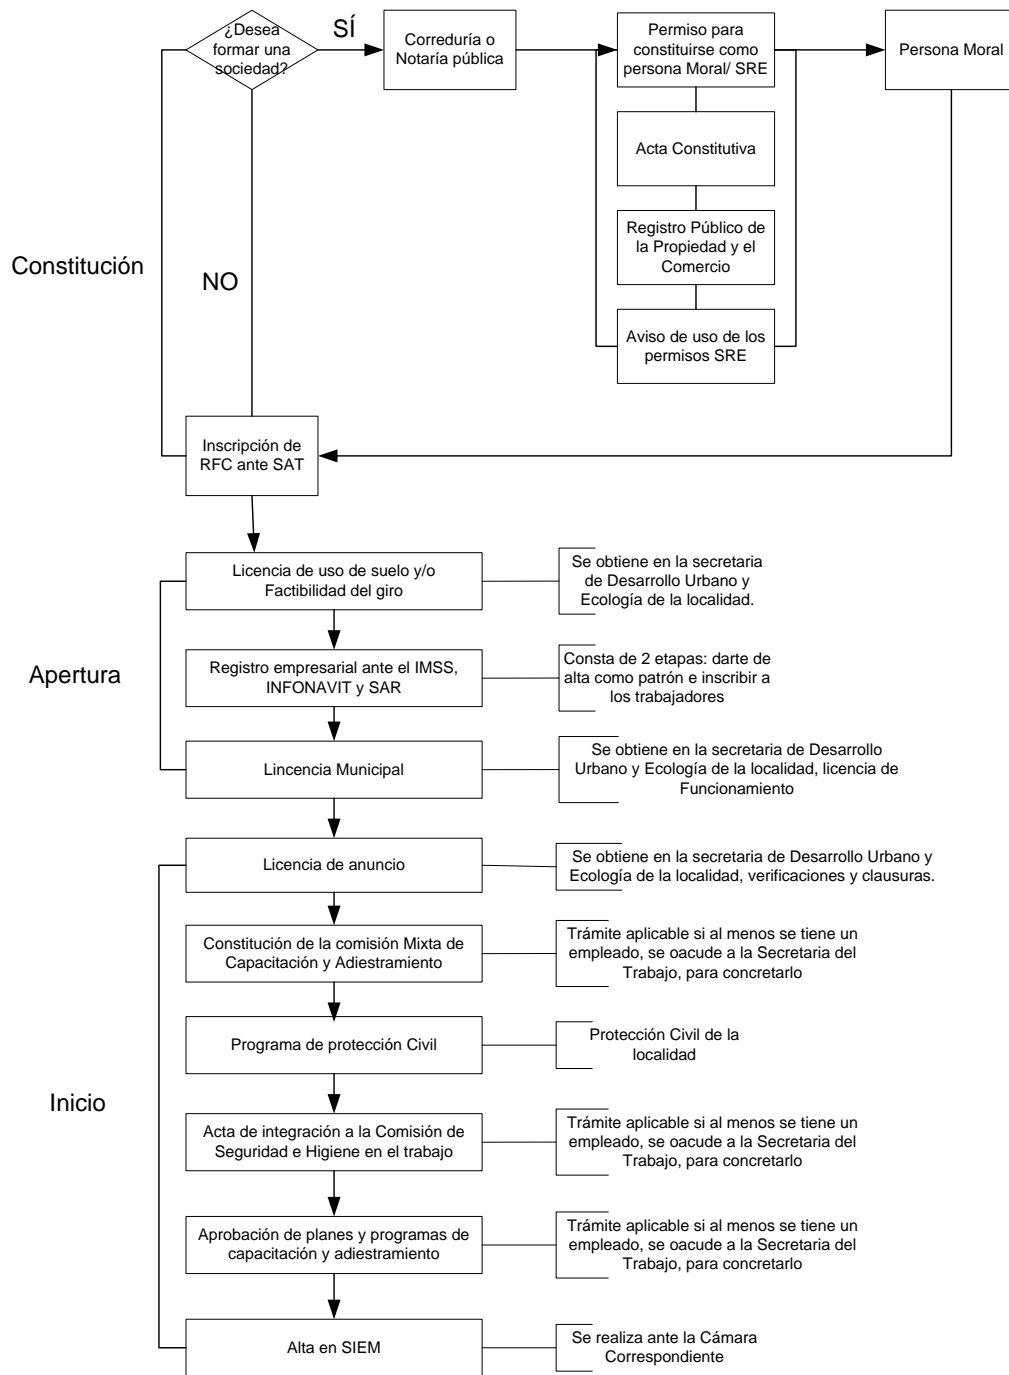 ¿Desea
formar una
sociedad?
SÍ
Correduría o
Notaría pública
Permiso para
constituirse como
persona Moral/ SRE
Persona Moral
Acta Constitutiva
Registro Público de
la Propiedad y el
Comercio
Constitución
NO
Aviso de uso de los
permisos SRE
Inscripción de
RFC ante SAT
Licencia de uso de suelo y/o
Factibilidad del giro
Se obtiene en la secretaria
de Desarrollo Urbano y
Ecología de la localidad.
Apertura
Registro empresarial ante el IMSS,
INFONAVIT y SAR
Consta de 2 etapas: darte de
alta como patrón e inscribir a
los trabajadores
Lincencia Municipal
Se obtiene en la secretaria de Desarrollo
Urbano y Ecología de la localidad, licencia de
Funcionamiento
Licencia de anuncio
Se obtiene en la secretaria de Desarrollo Urbano y
Ecología de la localidad, verificaciones y clausuras.
Constitución de la comisión Mixta de
Capacitación y Adiestramiento
Trámite aplicable si al menos se tiene un
empleado, se oacude a la Secretaria del
Trabajo, para concretarlo
Programa de protección Civil
Protección Civil de la
localidad
Inicio
Acta de integración a la Comisión de
Seguridad e Higiene en el trabajo
Trámite aplicable si al menos se tiene un
empleado, se oacude a la Secretaria del
Trabajo, para concretarlo
Aprobación de planes y programas de
capacitación y adiestramiento
Trámite aplicable si al menos se tiene un
empleado, se oacude a la Secretaria del
Trabajo, para concretarlo
Alta en SIEM
Se realiza ante la Cámara
Correspondiente